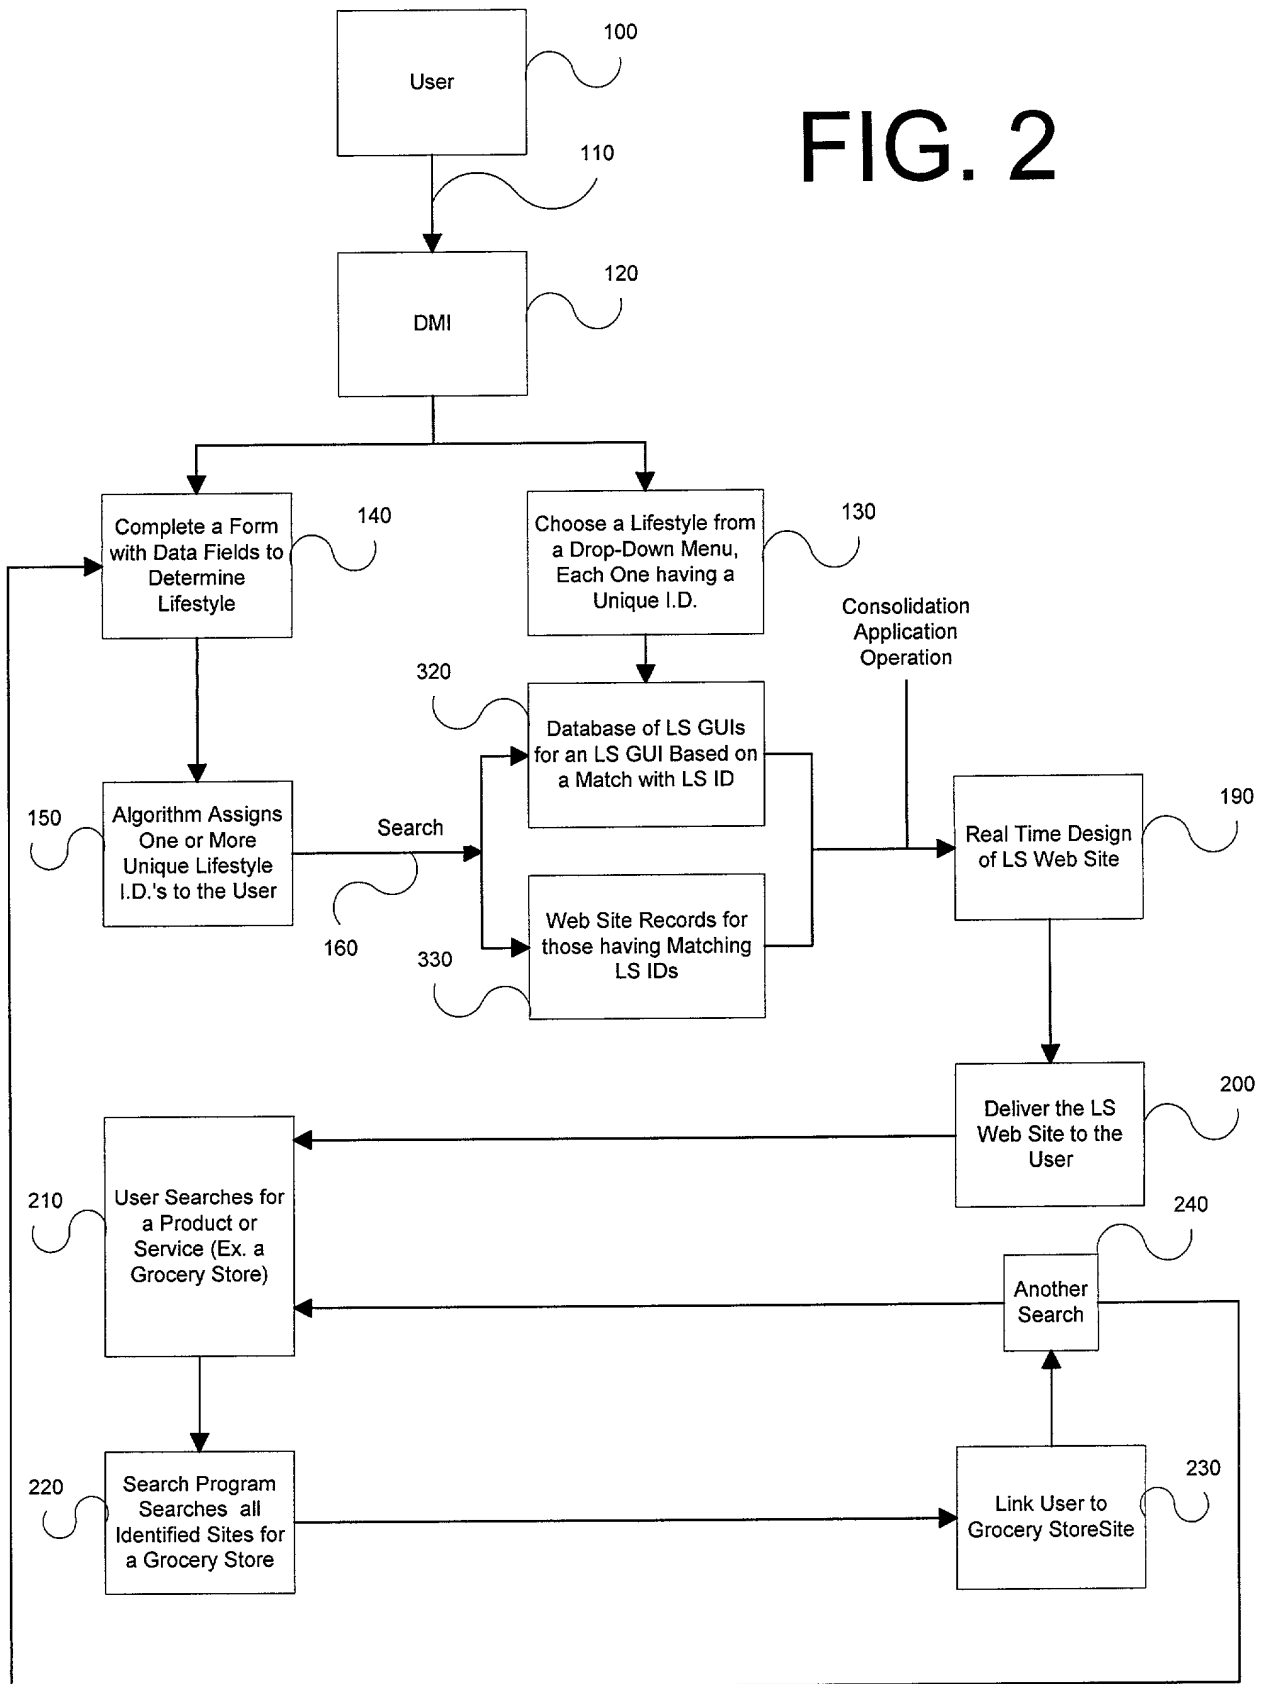 100
User
FIG. 2
110
120
DMI
140
Complete a Form
with Data Fields to
Determine
Lifestyle
130
Choose a Lifestyle from
a Drop-Down Menu,
Each One having a
Unique I.D.
Consolidation
Application
Operation
320
Database of LS GUIs
for an LS GUI Based on
a Match with LS ID
150
Algorithm Assigns
One or More
Unique Lifestyle
I.D.'s to the User
Search
160
190
Real Time Design
of LS Web Site
Web Site Records for
those having Matching
LS IDs
330
200
Deliver the LS
Web Site to the
User
210
User Searches for
a Product or
Service (Ex. a
Grocery Store)
240
Another
Search
220
Search Program
Searches all
Identified Sites for
a Grocery Store
230
Link User to
Grocery StoreSite